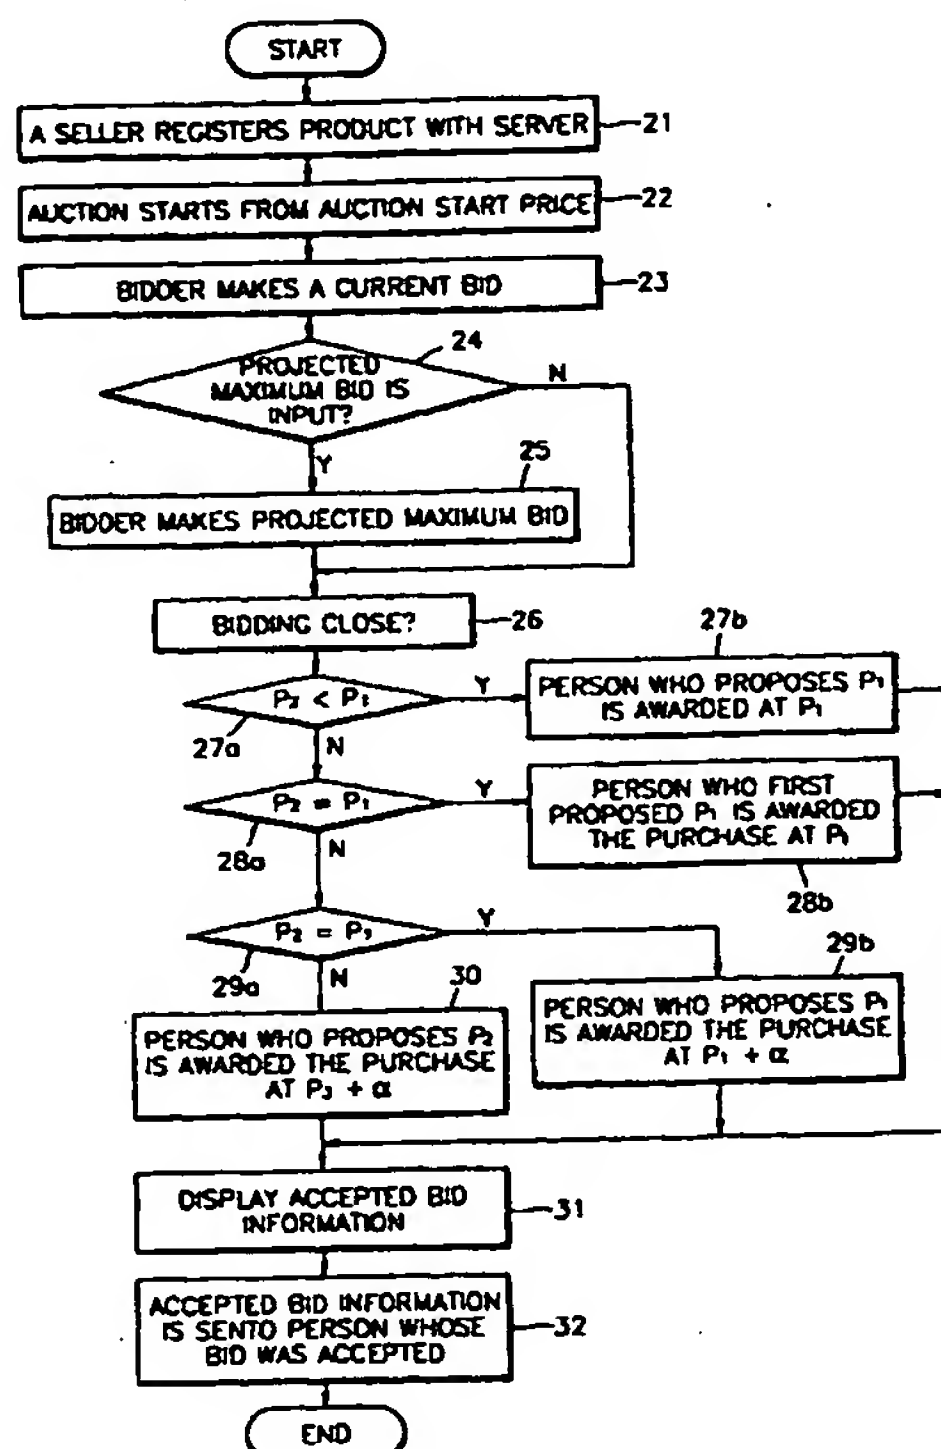 START
A SELLER REGISTERS PRODUCT WITH SERVER
21
AUCTION STARTS FROM AUCTION START PRICE
22
BIDDER MAKES A CURRENT BID
23
24
PROJECTED
MAXIMUM BID IS
INPUT?
N
Y
25
BIDDER MAKES PROJECTED MAXIMUM BID
BIDDING CLOSE?
26
27b
P₂ < P₁
Y
PERSON WHO PROPOSES P₁
IS AWARDED AT P₁
27a
N
P₂ = P₁
Y
PERSON WHO FIRST
PROPOSED P₁ IS AWARDED
THE PURCHASE AT P₁
28a
N
28b
P₂ = P₃
Y
29b
29a
N
30
PERSON WHO PROPOSES P₁
IS AWARDED THE PURCHASE
AT P₁ + α
PERSON WHO PROPOSES P₂
IS AWARDED THE PURCHASE
AT P₃ + α
DISPLAY ACCEPTED BID
INFORMATION
31
ACCEPTED BID INFORMATION
IS SENTO PERSON WHOSE
BID WAS ACCEPTED
32
END